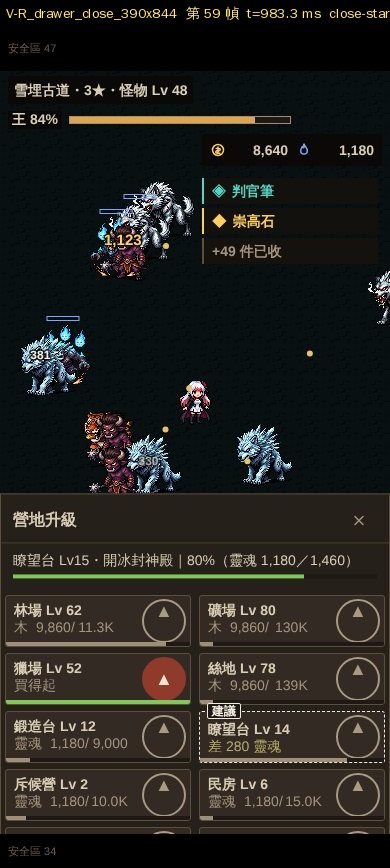 V-R_drawer_close_390x844 第 59 幀 t=983.3 ms close-star
安全區 47
雪埋古道・3★・怪物 Lv 48
王 84%
8,640 1,180
判官筆
崇高石
+49 件已收
1,123
381
330
營地升級 ×
瞭望台 Lv15・開冰封神殿｜80%（靈魂 1,180／1,460）
林場 Lv 62
木 9,860/ 11.3K
礦場 Lv 80
木 9,860/ 130K
獵場 Lv 52
買得起
絲地 Lv 78
木 9,860/ 139K
鍛造台 Lv 12
靈魂 1,180/ 9,000
建議
瞭望台 Lv 14
差 280 靈魂
斥候營 Lv 2
靈魂 1,180/ 10.0K
民房 Lv 6
靈魂 1,180/ 15.0K
安全區 34